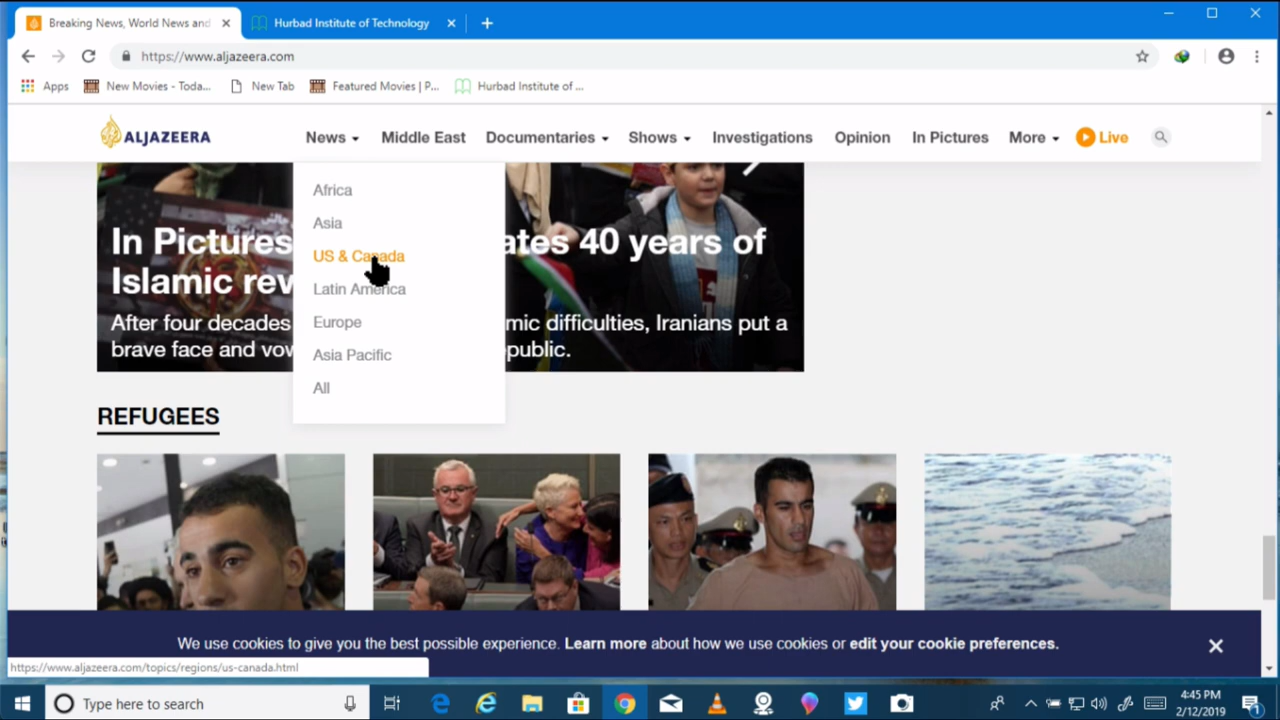 Breaking News, World News and
Hurbad Institute of Technology
https://www.aljazeera.com
Apps
New Movies - Toda...
New Tab
Featured Movies | P...
Hurbad Institute of ...
ALJAZEERA
News
Middle East
Documentaries
Shows
Investigations
Opinion
In Pictures
More
Live
Africa
Asia
US & Canada
Latin America
Europe
Asia Pacific
All
In Pictures ates 40 years of
Islamic rev
After four decades mic difficulties, Iranians put a
brave face and vow public.
REFUGEES
We use cookies to give you the best possible experience. Learn more about how we use cookies or edit your cookie preferences.
https://www.aljazeera.com/topics/regions/us-canada.html
Type here to search
4:45 PM
2/12/2019
1